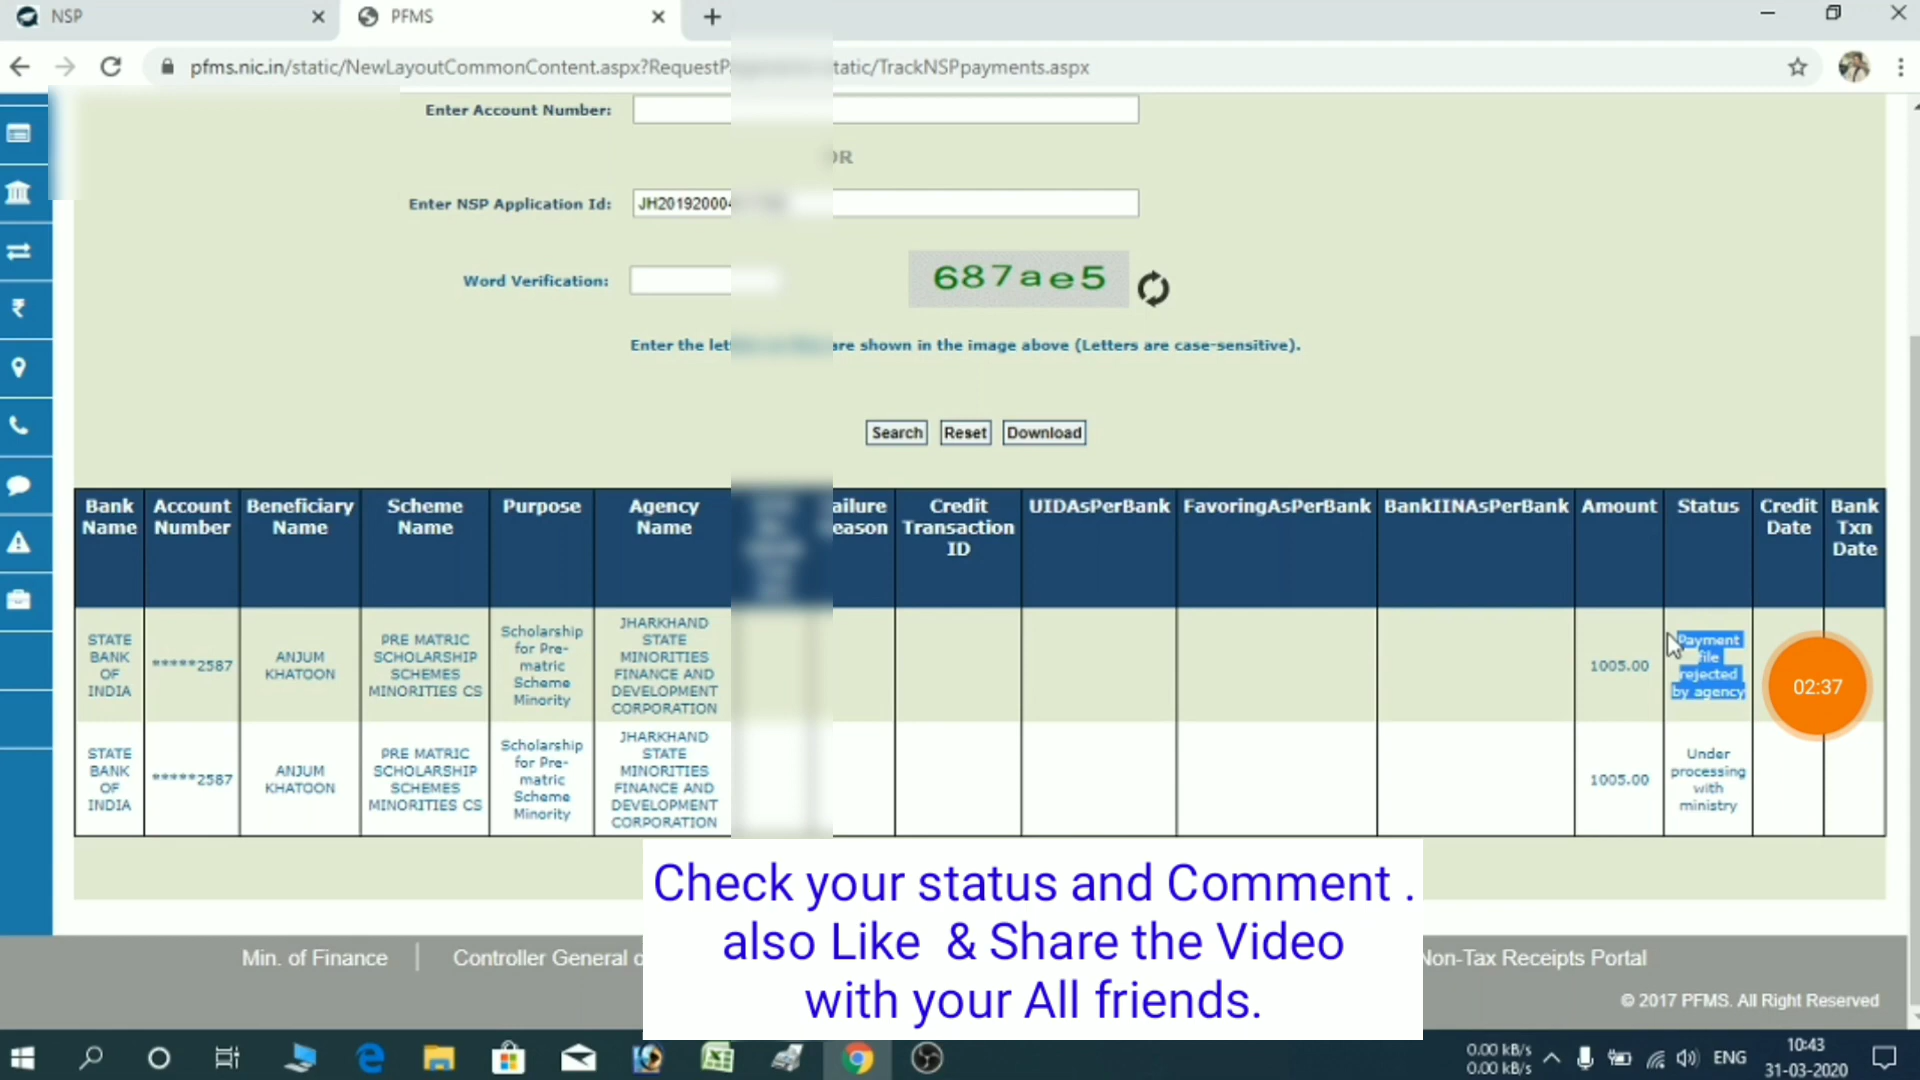 NSP
PFMS
pfms.nic.in/static/NewLayoutCommonContent.aspx?RequestP tatic/TrackNSPpayments.aspx
Enter Account Number:
OR
Enter NSP Application Id: JH20192000
Word Verification: 687ae5
Enter the are shown in the image above (Letters are case-sensitive).
Search Reset Download
Bank Name
Account Number
Beneficiary Name
Scheme Name
Purpose
Agency Name
Credit Transaction ID
UIDAsPerBank
FavoringAsPerBank
BankIINAsPerBank
Amount
Status
Credit Date
Bank Txn Date
STATE BANK OF INDIA
*****2587
ANJUM KHATOON
PRE MATRIC SCHOLARSHIP SCHEMES MINORITIES CS
Scholarship for Pre-matric Scheme Minority
JHARKHAND STATE MINORITIES FINANCE AND DEVELOPMENT CORPORATION
1005.00
Payment file rejected by agency
02:37
STATE BANK OF INDIA
*****2587
ANJUM KHATOON
PRE MATRIC SCHOLARSHIP SCHEMES MINORITIES CS
Scholarship for Pre-matric Scheme Minority
JHARKHAND STATE MINORITIES FINANCE AND DEVELOPMENT CORPORATION
1005.00
Under processing with ministry
Check your status and Comment .
also Like & Share the Video
with your All friends.
Min. of Finance
Controller General
Non-Tax Receipts Portal
© 2017 PFMS. All Right Reserved
0.00 kB/s
0.00 kB/s
ENG
10:43
31-03-2020